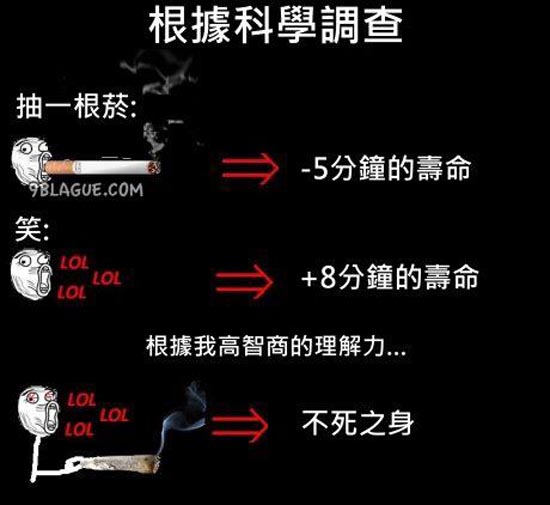 根據科學調查
抽一根菸:
9BLAGUE.COM
-5分鐘的壽命
笑:
LOL
LOL
LOL
+8分鐘的壽命
根據我高智商的理解力...
LOL
LOL
LOL
不死之身